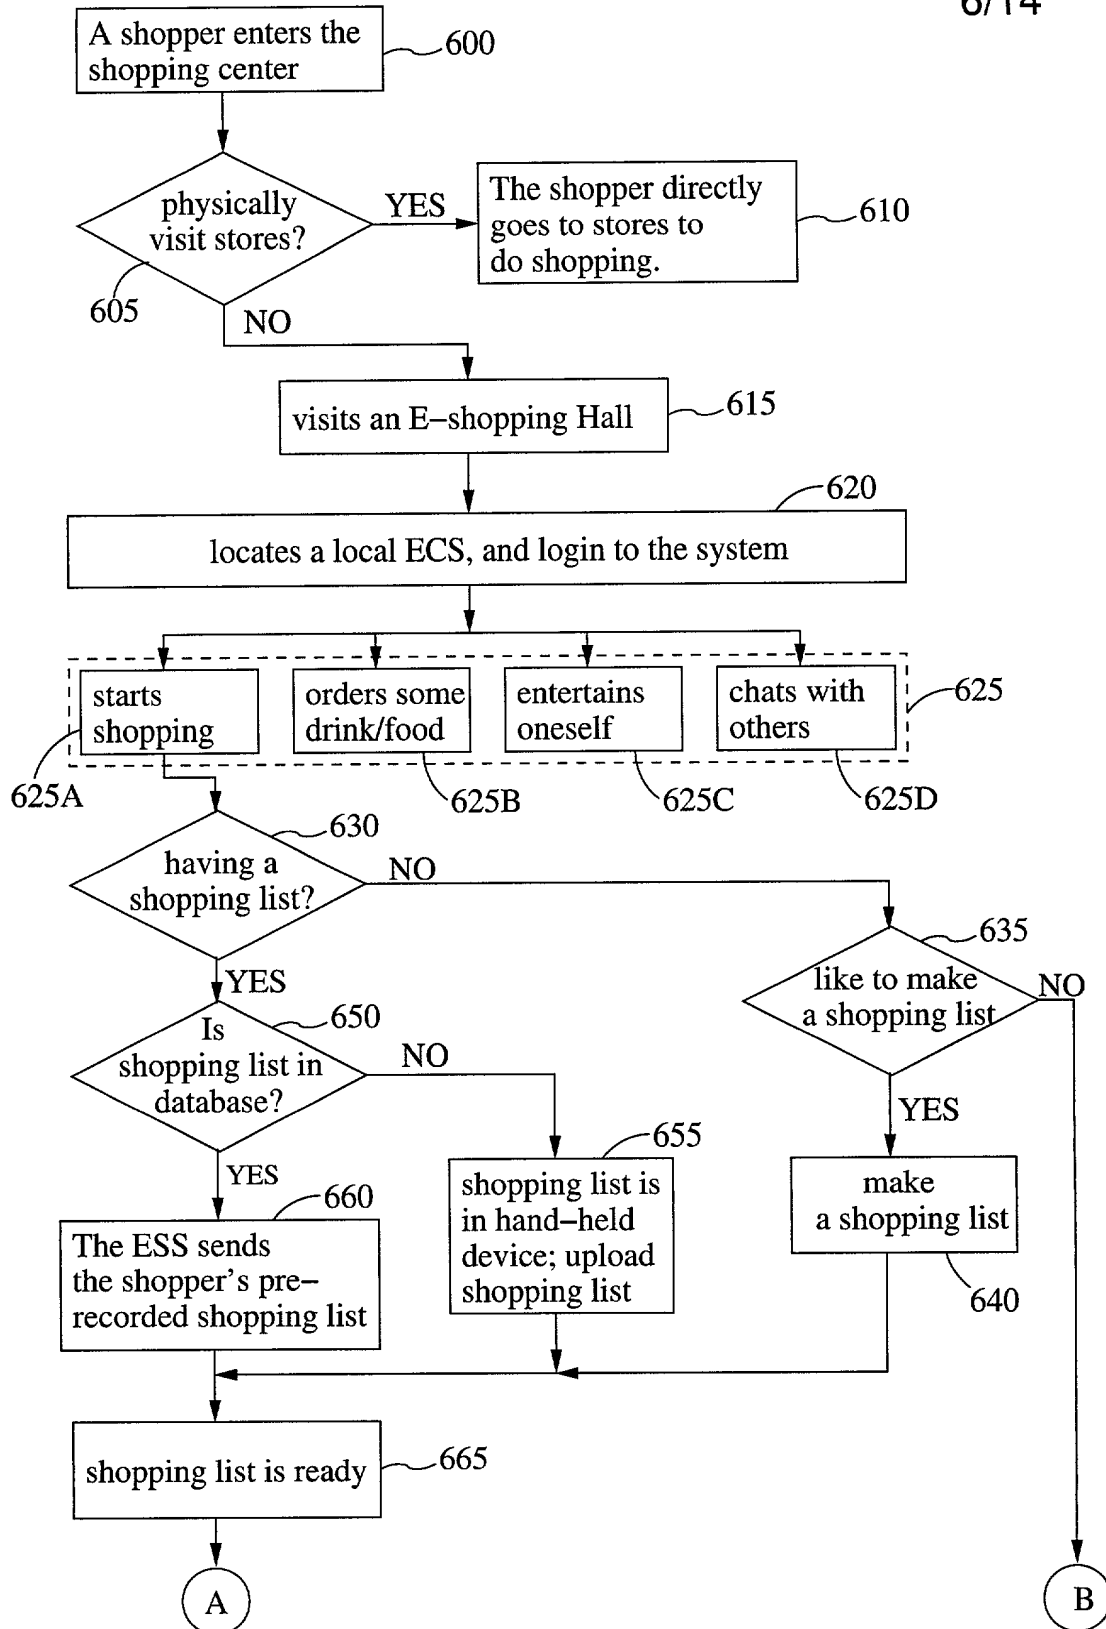 6/14
A shopper enters the
shopping center
600
physically
visit stores?
605
YES
The shopper directly
goes to stores to
do shopping.
610
NO
visits an E–shopping Hall
615
620
locates a local ECS, and login to the system
starts
shopping
orders some
drink/food
entertains
oneself
chats with
others
625
625A
625B
625C
625D
630
having a
shopping list?
NO
635
like to make
a shopping list
NO
YES
650
Is
shopping list in
database?
NO
YES
655
shopping list is
in hand–held
device; upload
shopping list
make
a shopping list
640
YES
660
The ESS sends
the shopper's pre–
recorded shopping list
shopping list is ready
665
A
B